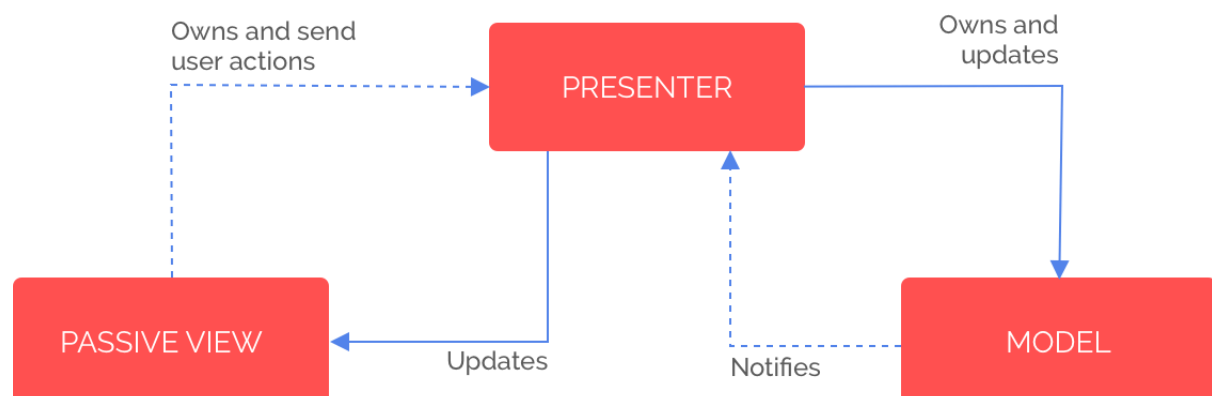 Owns and send
user actions
PRESENTER
Owns and
updates
PASSIVE VIEW
Updates
Notifies
MODEL